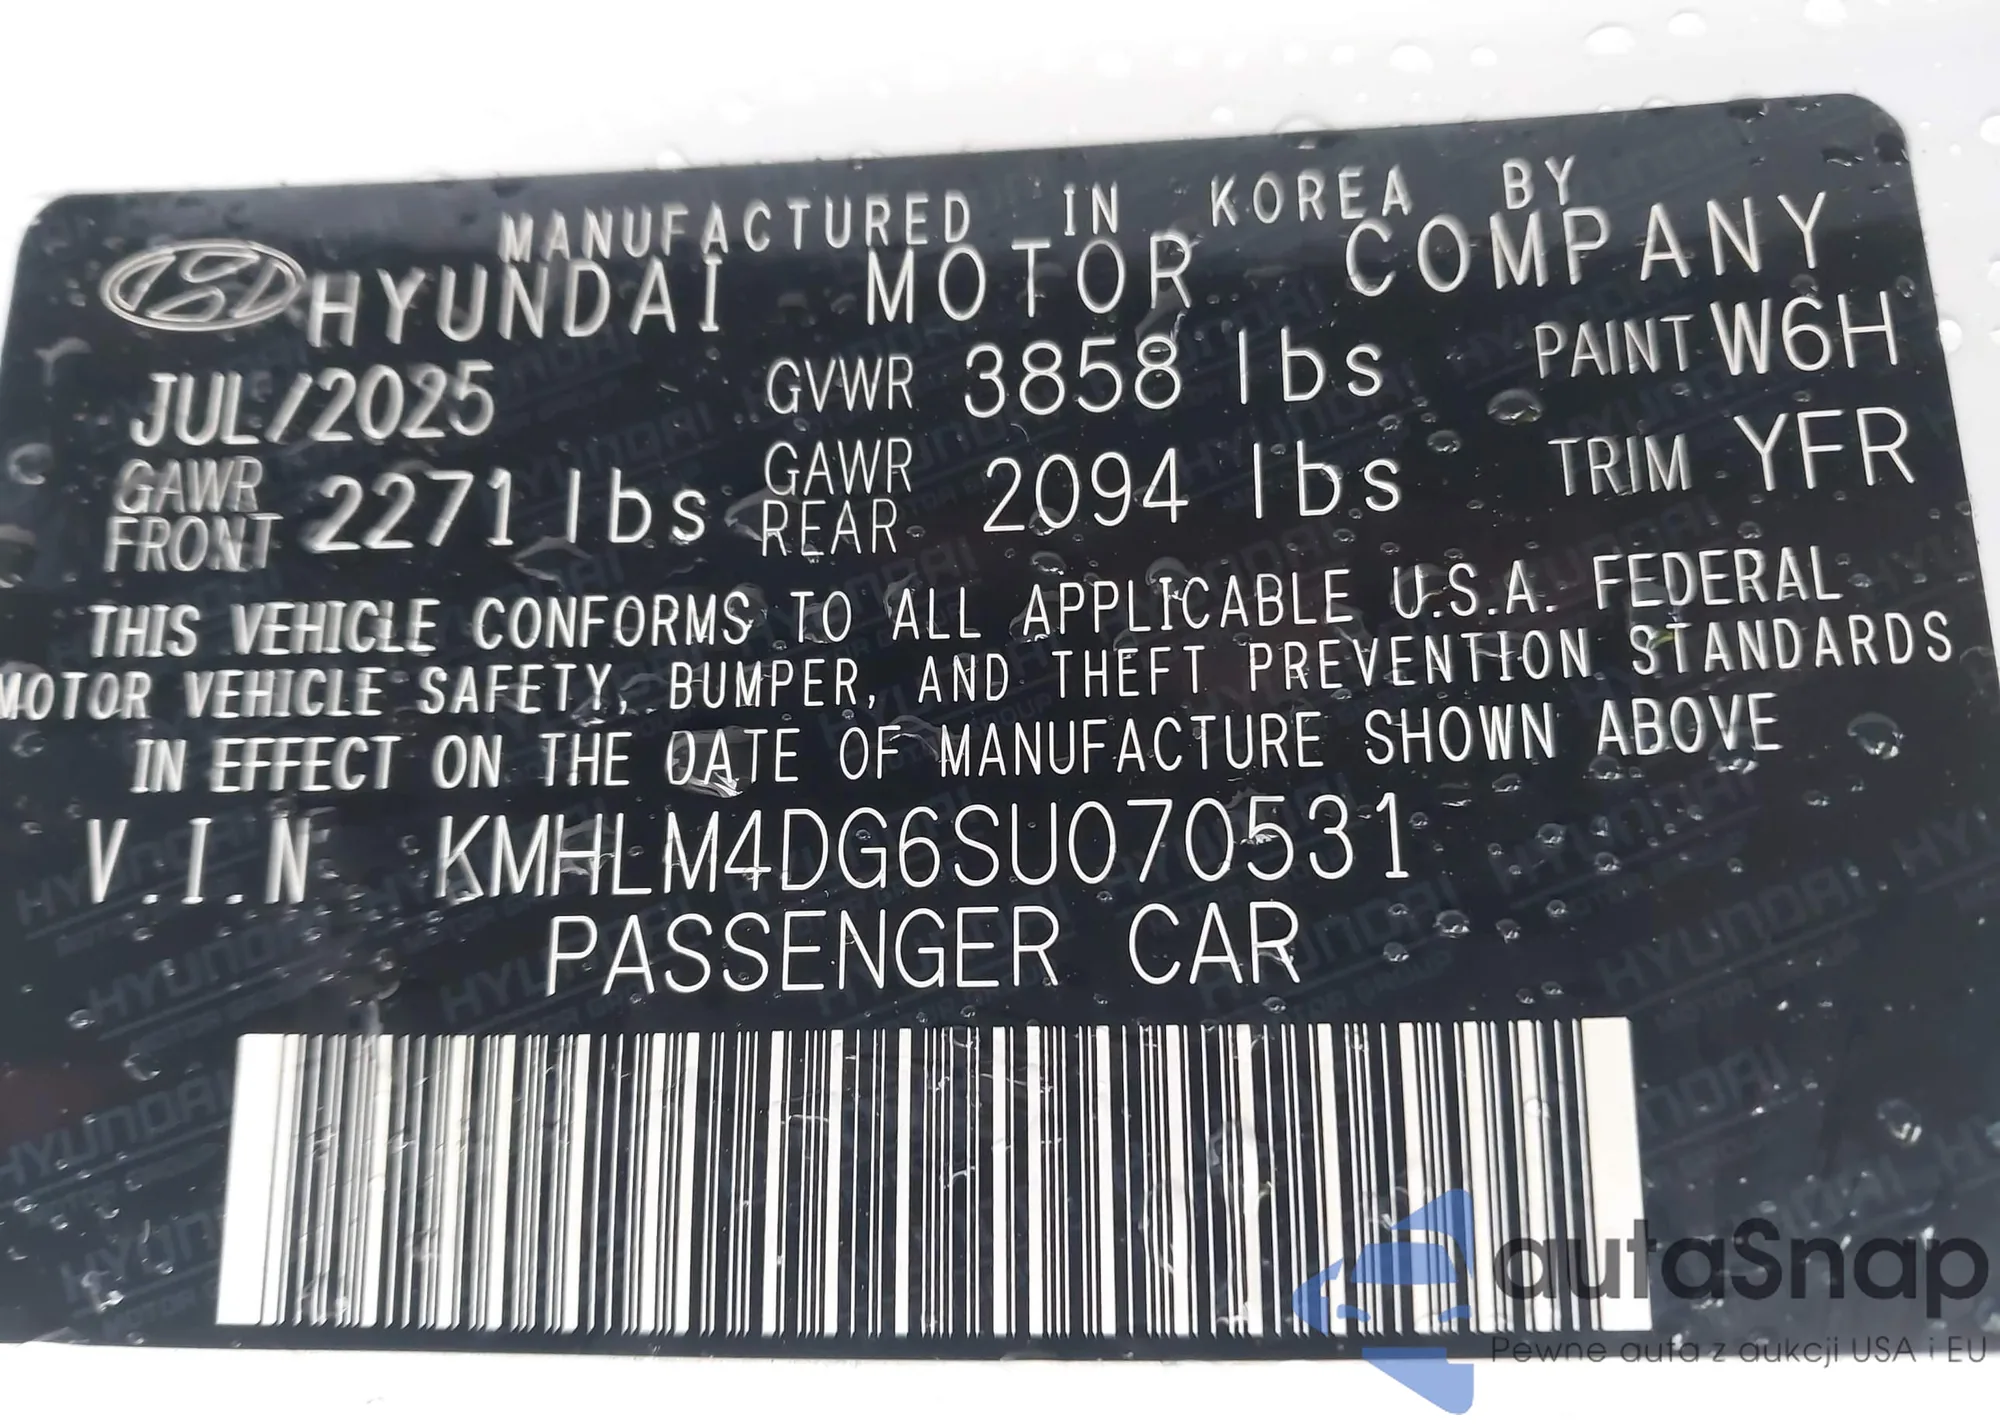 MANUFACTURED IN KOREA BY
HYUNDAI MOTOR COMPANY
JUL/2025 GVWR 3858 lbs PAINT W6H
GAWR FRONT 2271 lbs GAWR REAR 2094 lbs TRIM YFR
THIS VEHICLE CONFORMS TO ALL APPLICABLE U.S.A. FEDERAL
MOTOR VEHICLE SAFETY, BUMPER, AND THEFT PREVENTION STANDARDS
IN EFFECT ON THE DATE OF MANUFACTURE SHOWN ABOVE
V.I.N KMHLM4DG6SU070531
PASSENGER CAR
autaSnap
Pewne auta z aukcji USA i EU